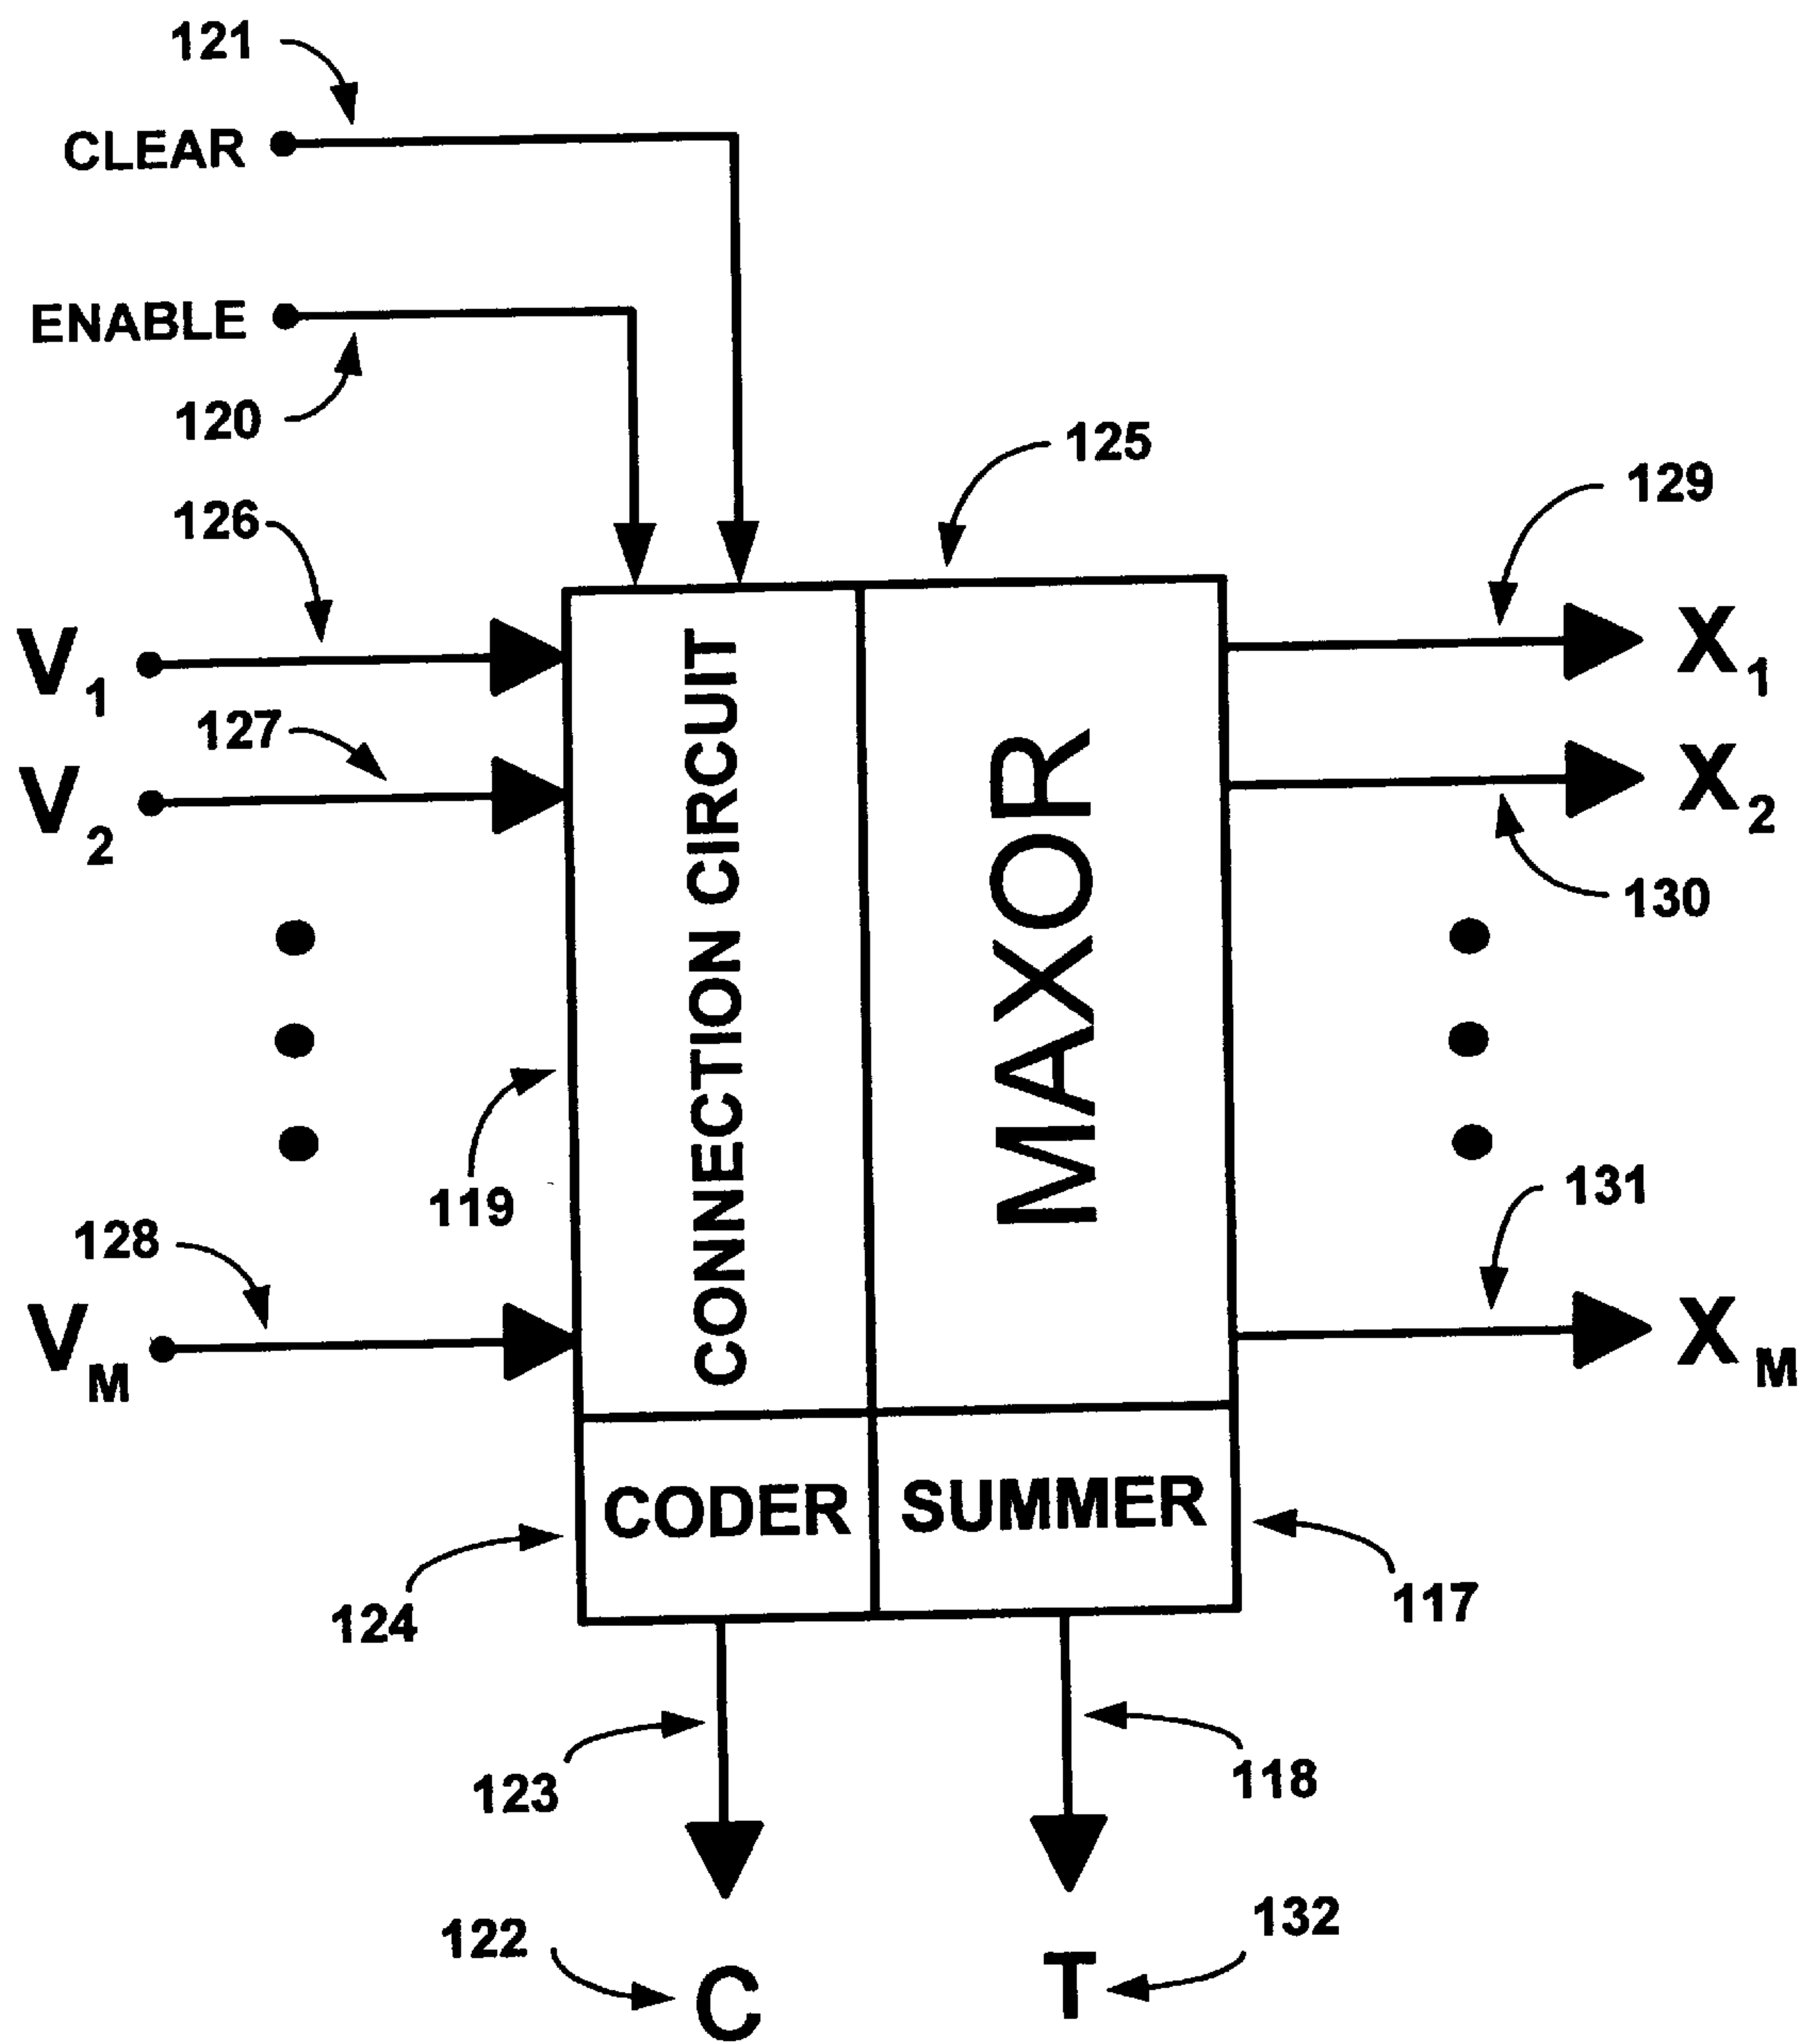 121
CLEAR
ENABLE
120
125
129
126
V1
X1
127
V2
X2
130
CONNECTION CIRCUIT
MAXOR
119
131
128
VM
XM
CODER
SUMMER
124
117
123
118
122
132
C
T